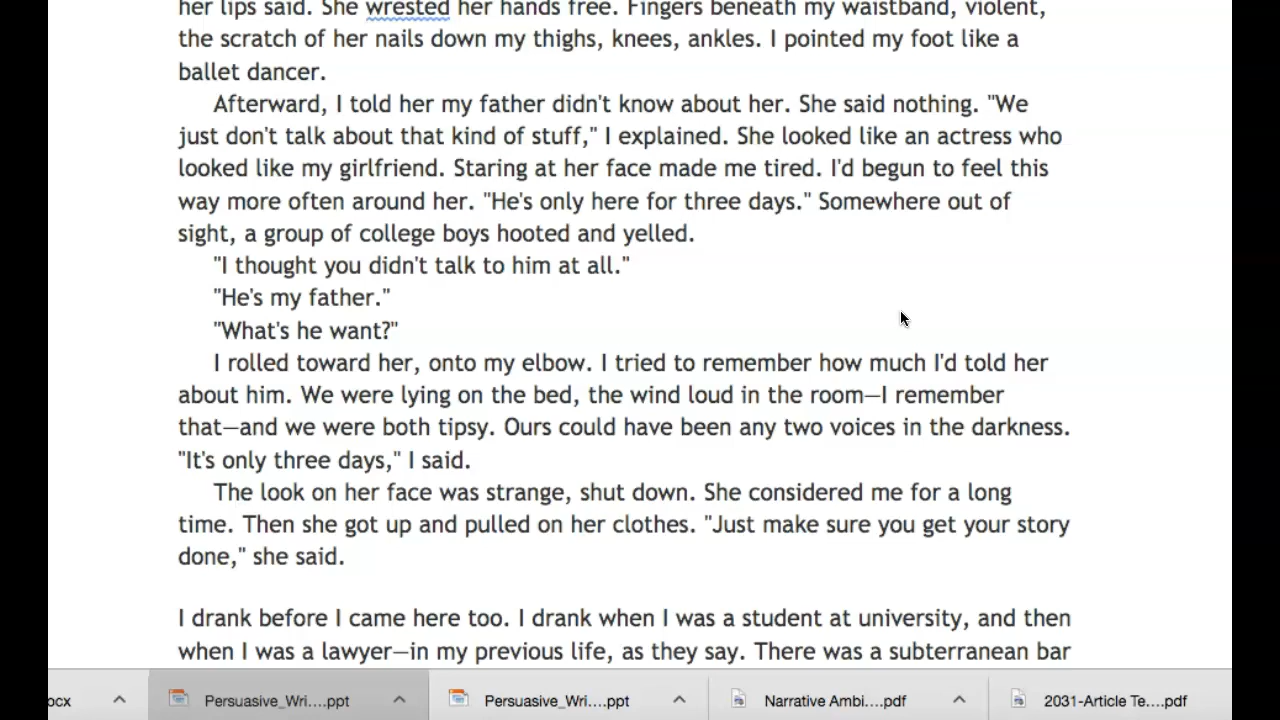 her lips said. She wrested her hands free. Fingers beneath my waistband, violent,
the scratch of her nails down my thighs, knees, ankles. I pointed my foot like a
ballet dancer.
Afterward, I told her my father didn't know about her. She said nothing. "We
just don't talk about that kind of stuff," I explained. She looked like an actress who
looked like my girlfriend. Staring at her face made me tired. I'd begun to feel this
way more often around her. "He's only here for three days." Somewhere out of
sight, a group of college boys hooted and yelled.
"I thought you didn't talk to him at all."
"He's my father."
"What's he want?"
I rolled toward her, onto my elbow. I tried to remember how much I'd told her
about him. We were lying on the bed, the wind loud in the room—I remember
that—and we were both tipsy. Ours could have been any two voices in the darkness.
"It's only three days," I said.
The look on her face was strange, shut down. She considered me for a long
time. Then she got up and pulled on her clothes. "Just make sure you get your story
done," she said.
I drank before I came here too. I drank when I was a student at university, and then
when I was a lawyer—in my previous life, as they say. There was a subterranean bar
ocx Persuasive_Wri....ppt Persuasive_Wri....ppt Narrative Ambi....pdf 2031-Article Te....pdf